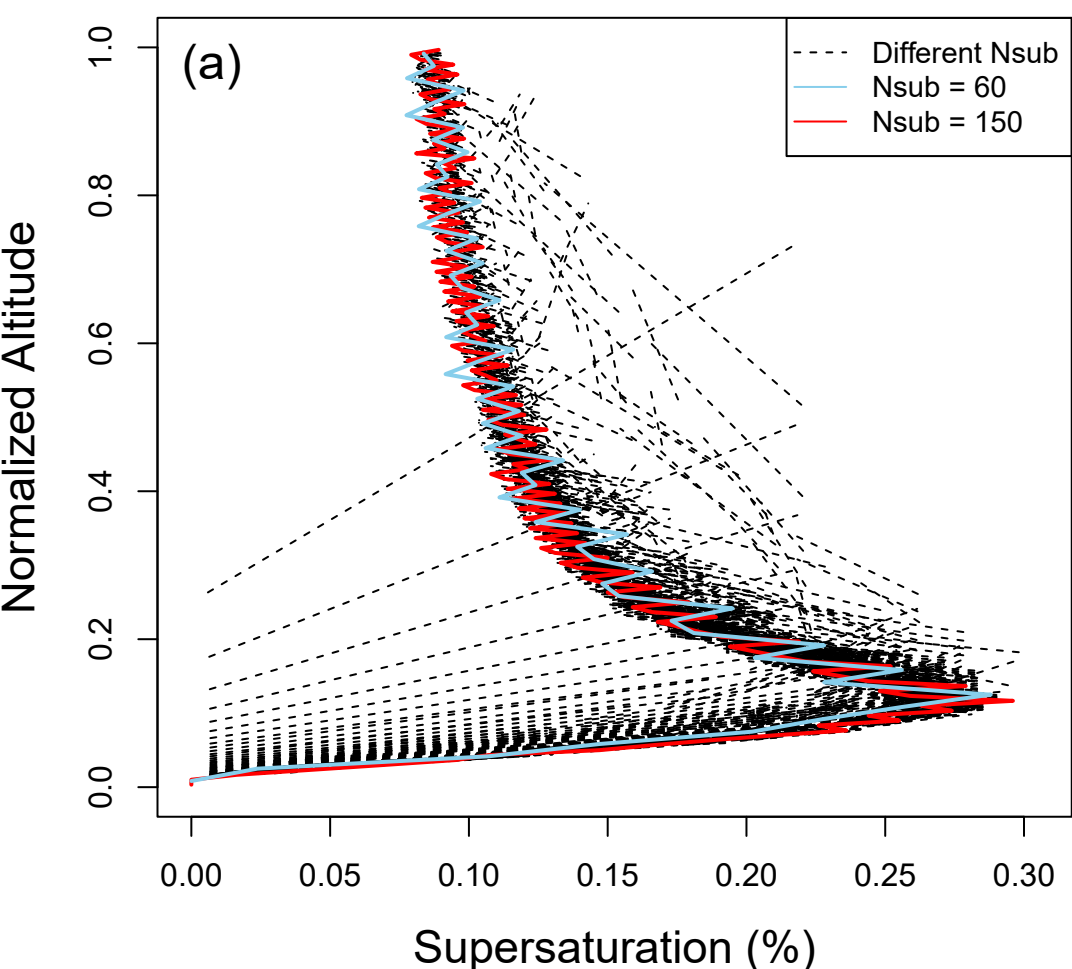 (a)
Different Nsub
Nsub = 60
Nsub = 150
Normalized Altitude
1.0
0.8
0.6
0.4
0.2
0.0
0.00 0.05 0.10 0.15 0.20 0.25 0.30
Supersaturation (%)